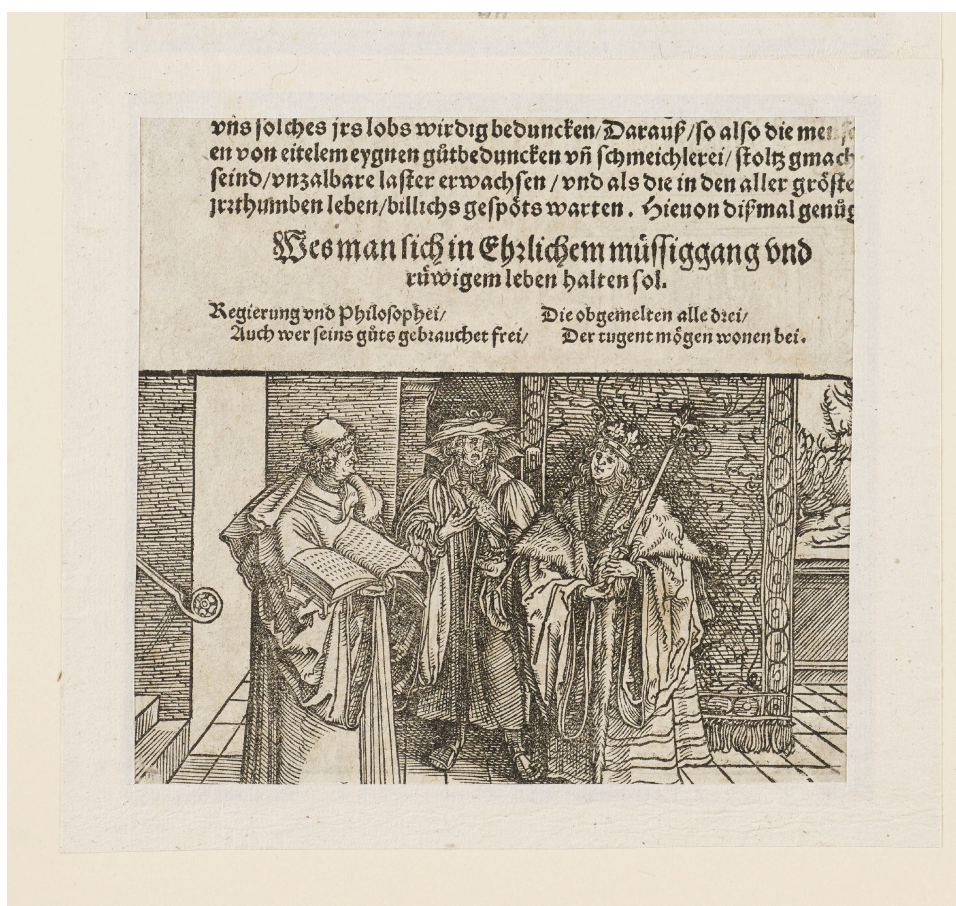 vns solches jrs lobs wirdig beduncken/Darauß/so also die
en von eitelem eygnen gůtbeduncken vñ schmeichlerei/stoltz gmach
seind/vnzalbare laster erwachsen/vnd als die in den aller gröste
jrrthumben leben/billichs gespöts warten. Hieuon dißmal genůg
Wes man sich in Ehrlichem müssiggang vnd
rüwigem leben halten sol.
Regierung vnd Philosophei/
Auch wer seins gůts gebrauchet frei/
Die obgemelten alle drei/
Der tugent mögen wonen bei.